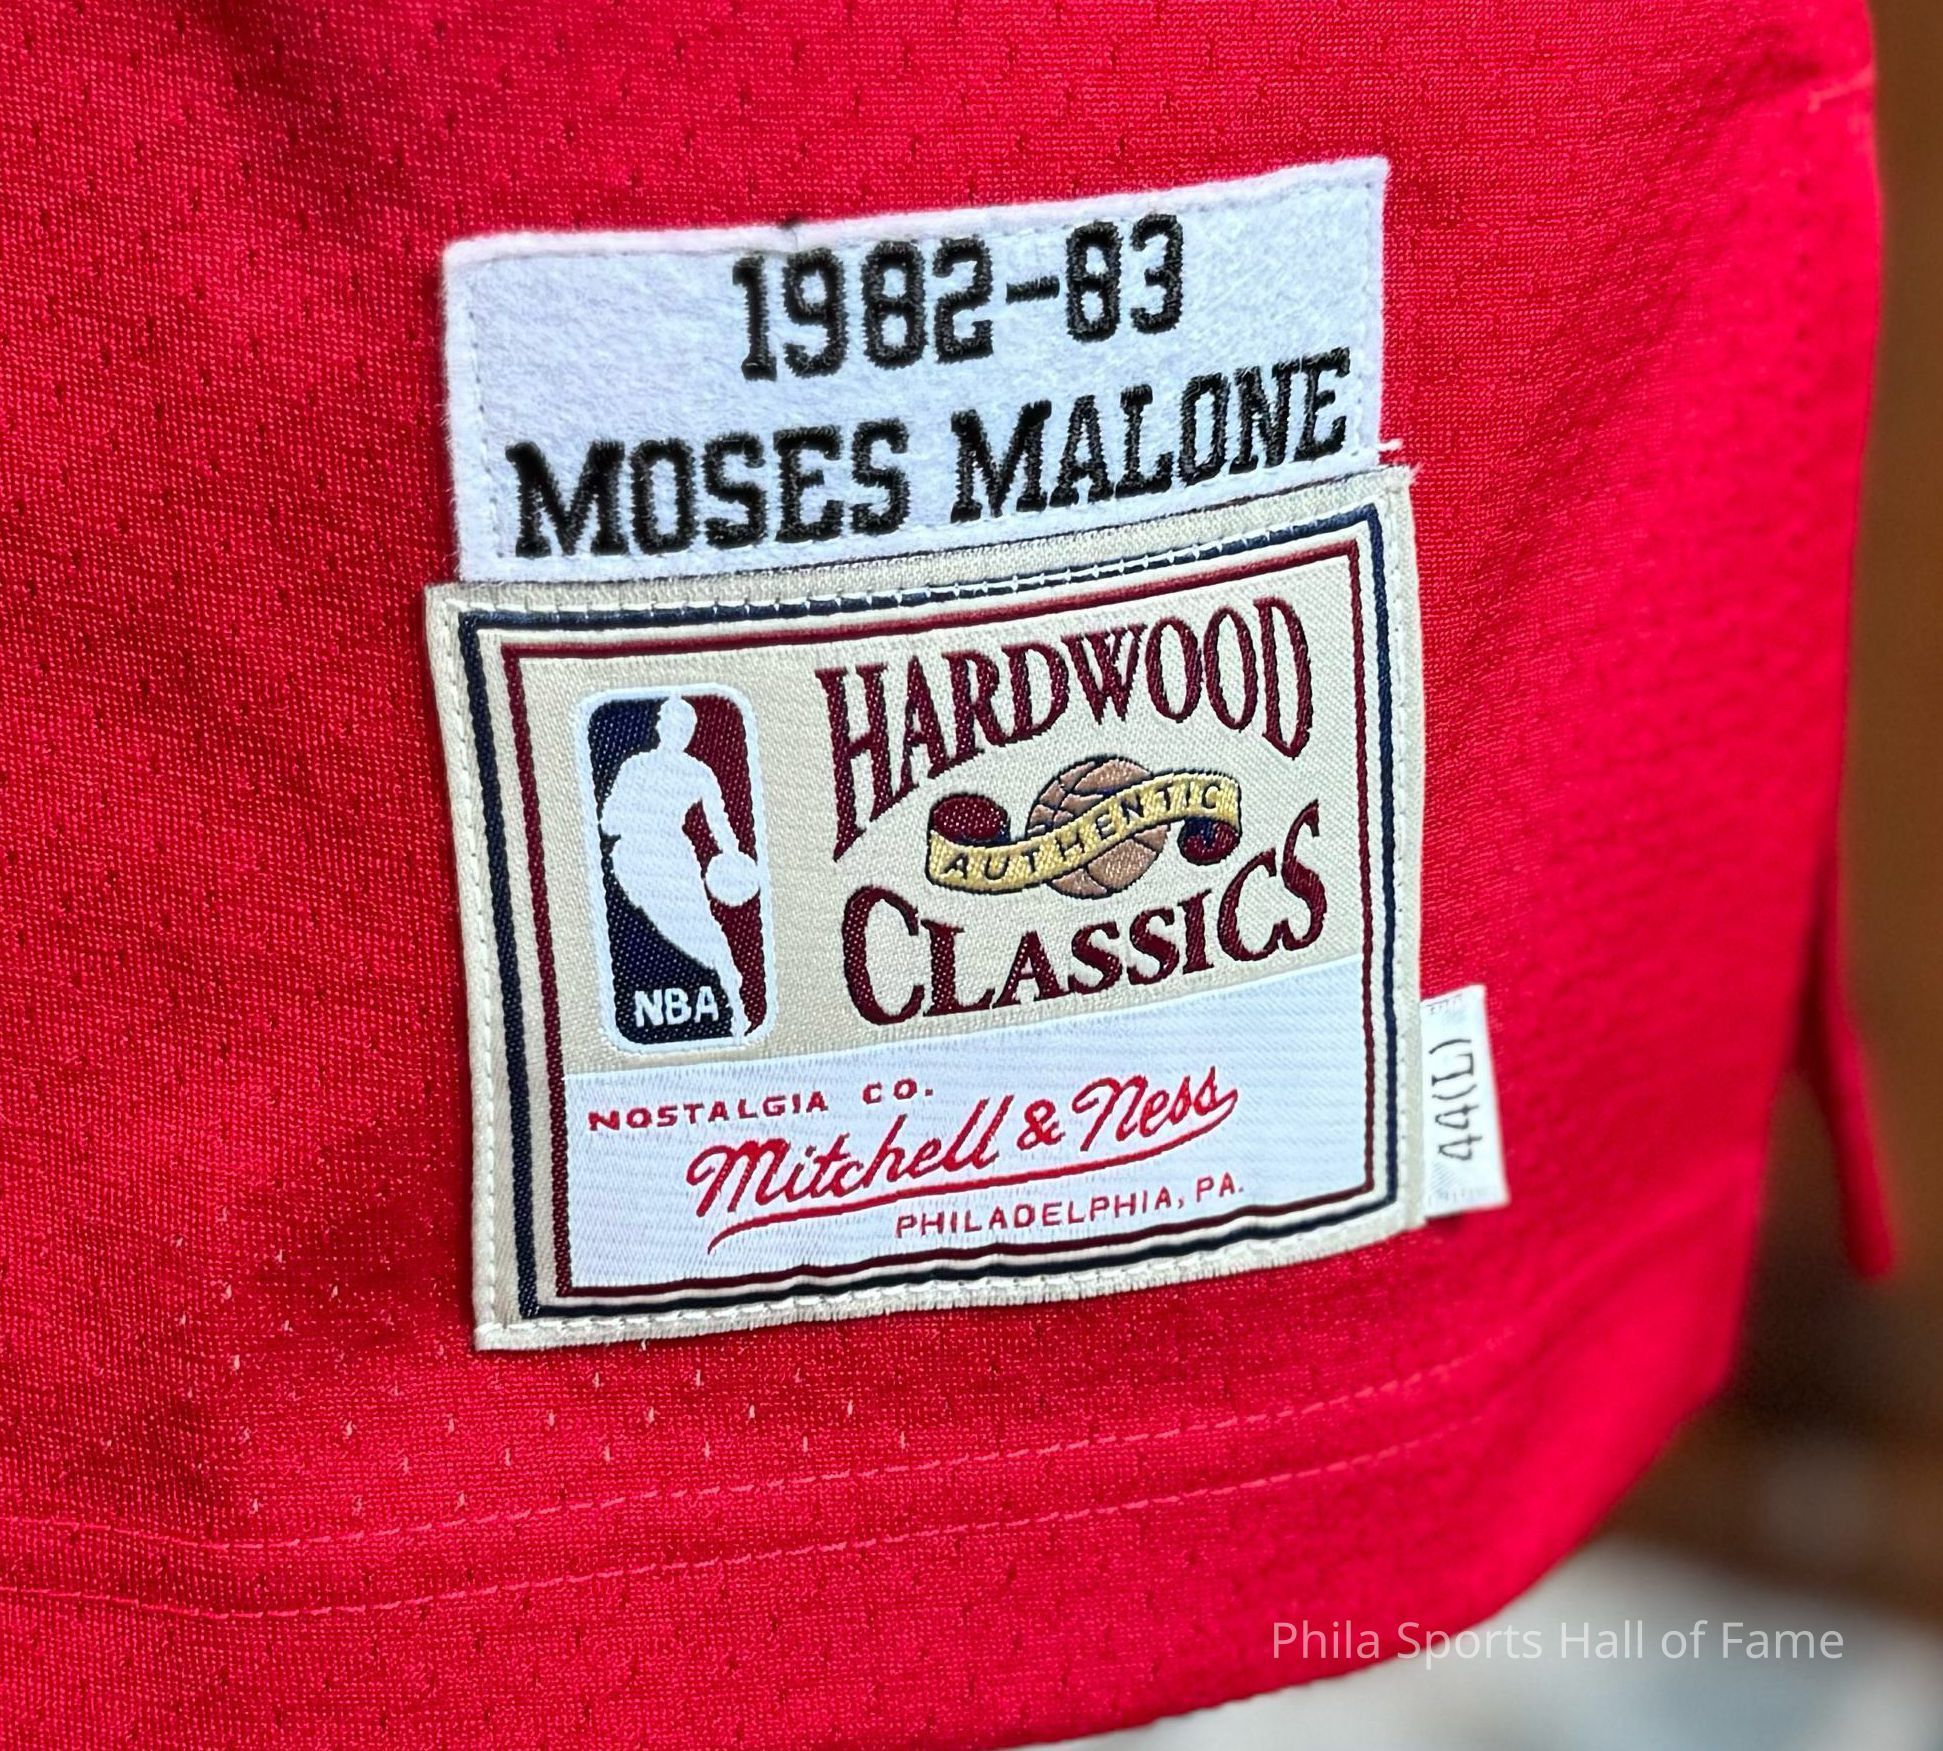 1982-83
MOSES MALONE
HARDWOOD
AUTHENTIC
CLASSICS
NBA
NOSTALGIA CO.
Mitchell & Ness
PHILADELPHIA, PA.
44(L)
Phila Sports Hall of Fame